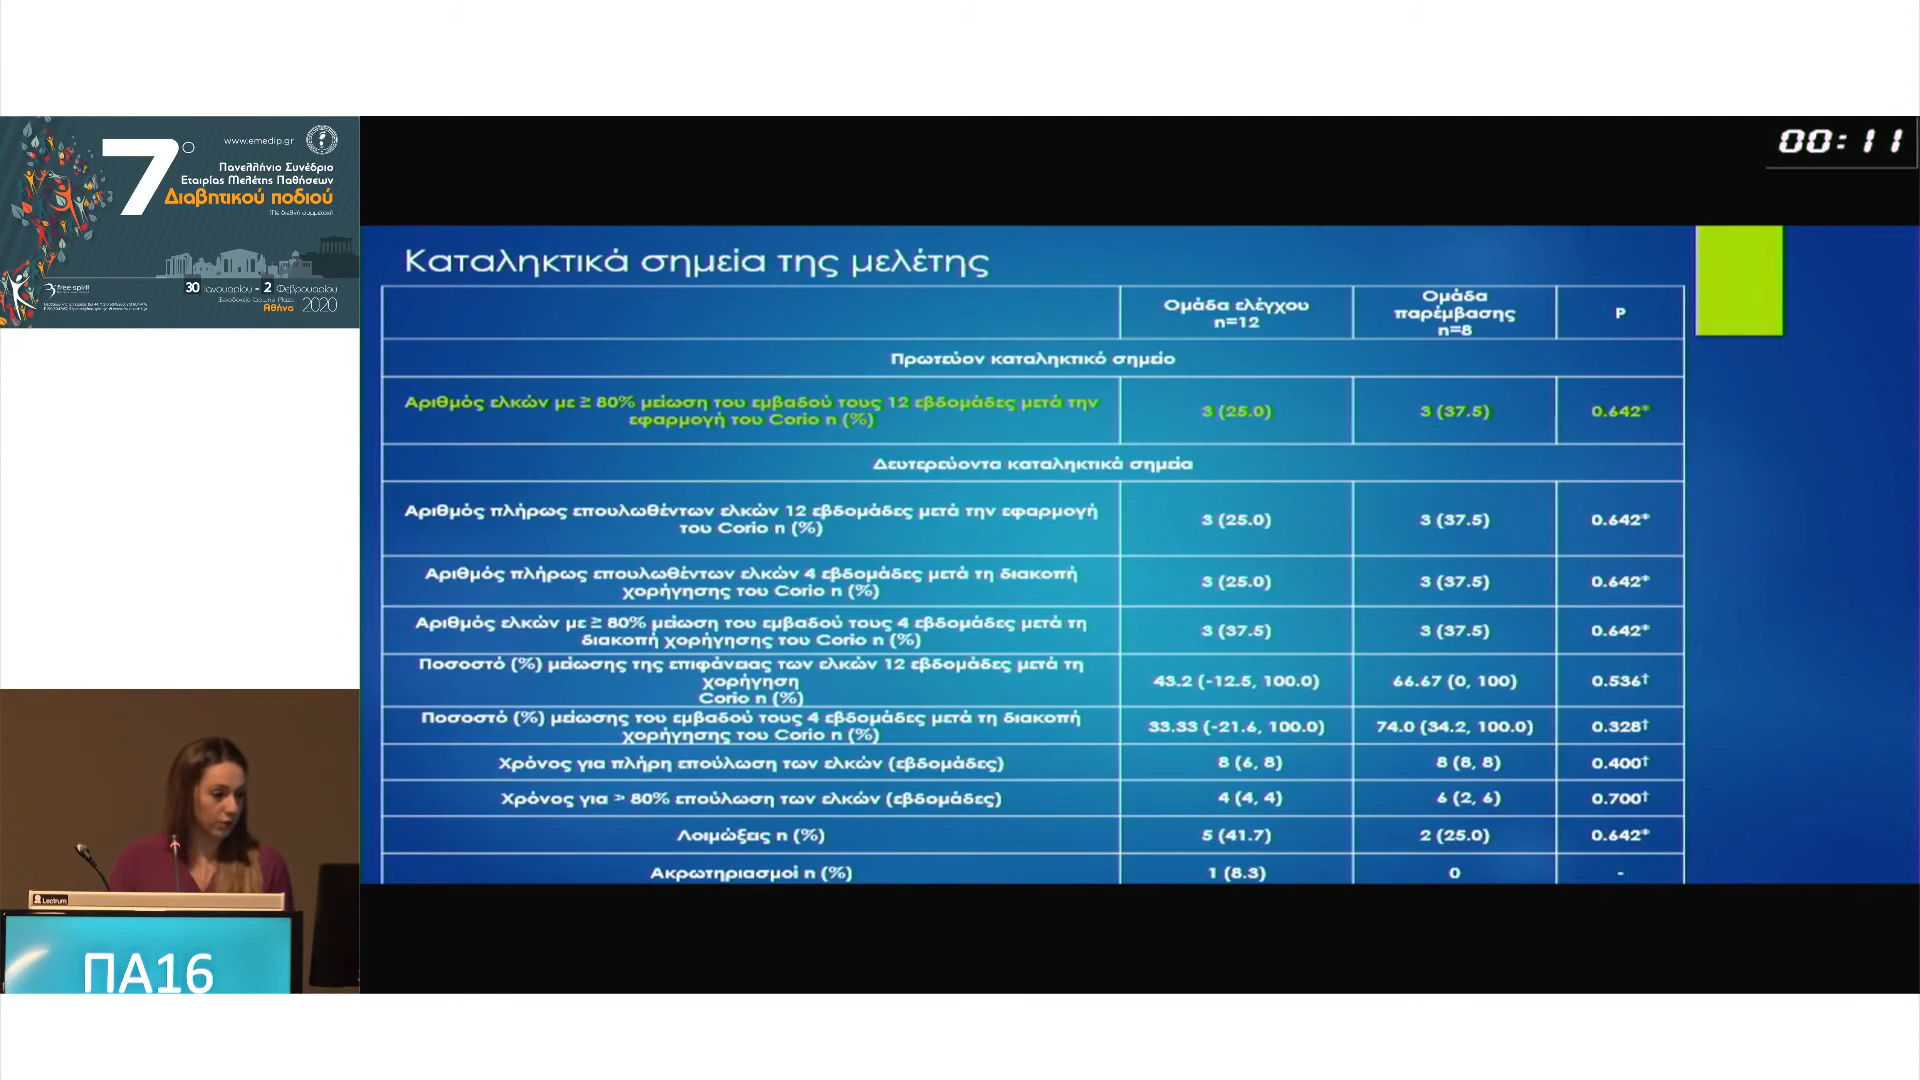 7ο
www.emedip.gr
Πανελλήνιο Συνέδριο
Εταιρίας Μελέτης Παθήσεων
Διαβητικού ποδιού
Με διεθνή συμμετοχή
30 Ιανουαρίου - 2 Φεβρουαρίου
Ξενοδοχείο Crowne Plaza
Αθήνα 2020
free spirit
00:11
Καταληκτικά σημεία της μελέτης
Ομάδα ελέγχου
n=12
Ομάδα
παρέμβασης
n=8
P
Πρωτεύον καταληκτικό σημείο
Αριθμός ελκών με ≥ 80% μείωση του εμβαδού τους 12 εβδομάδες μετά την
εφαρμογή του Corio n (%)
3 (25.0)
3 (37.5)
0.642*
Δευτερεύοντα καταληκτικά σημεία
Αριθμός πλήρως επουλωθέντων ελκών 12 εβδομάδες μετά την εφαρμογή
του Corio n (%)
3 (25.0)
3 (37.5)
0.642*
Αριθμός πλήρως επουλωθέντων ελκών 4 εβδομάδες μετά τη διακοπή
χορήγησης του Corio n (%)
3 (25.0)
3 (37.5)
0.642*
Αριθμός ελκών με ≥ 80% μείωση του εμβαδού τους 4 εβδομάδες μετά τη
διακοπή χορήγησης του Corio n (%)
3 (37.5)
3 (37.5)
0.642*
Ποσοστό (%) μείωσης της επιφάνειας των ελκών 12 εβδομάδες μετά τη
χορήγηση
Corio n (%)
43.2 (-12.5, 100.0)
66.67 (0, 100)
0.536†
Ποσοστό (%) μείωσης του εμβαδού τους 4 εβδομάδες μετά τη διακοπή
χορήγησης του Corio n (%)
33.33 (-21.6, 100.0)
74.0 (34.2, 100.0)
0.328†
Χρόνος για πλήρη επούλωση των ελκών (εβδομάδες)
8 (6, 8)
8 (8, 8)
0.400†
Χρόνος για > 80% επούλωση των ελκών (εβδομάδες)
4 (4, 4)
6 (2, 6)
0.700†
Λοιμώξεις n (%)
5 (41.7)
2 (25.0)
0.642*
Ακρωτηριασμοί n (%)
1 (8.3)
0
-
Lectrum
ΠΑ16